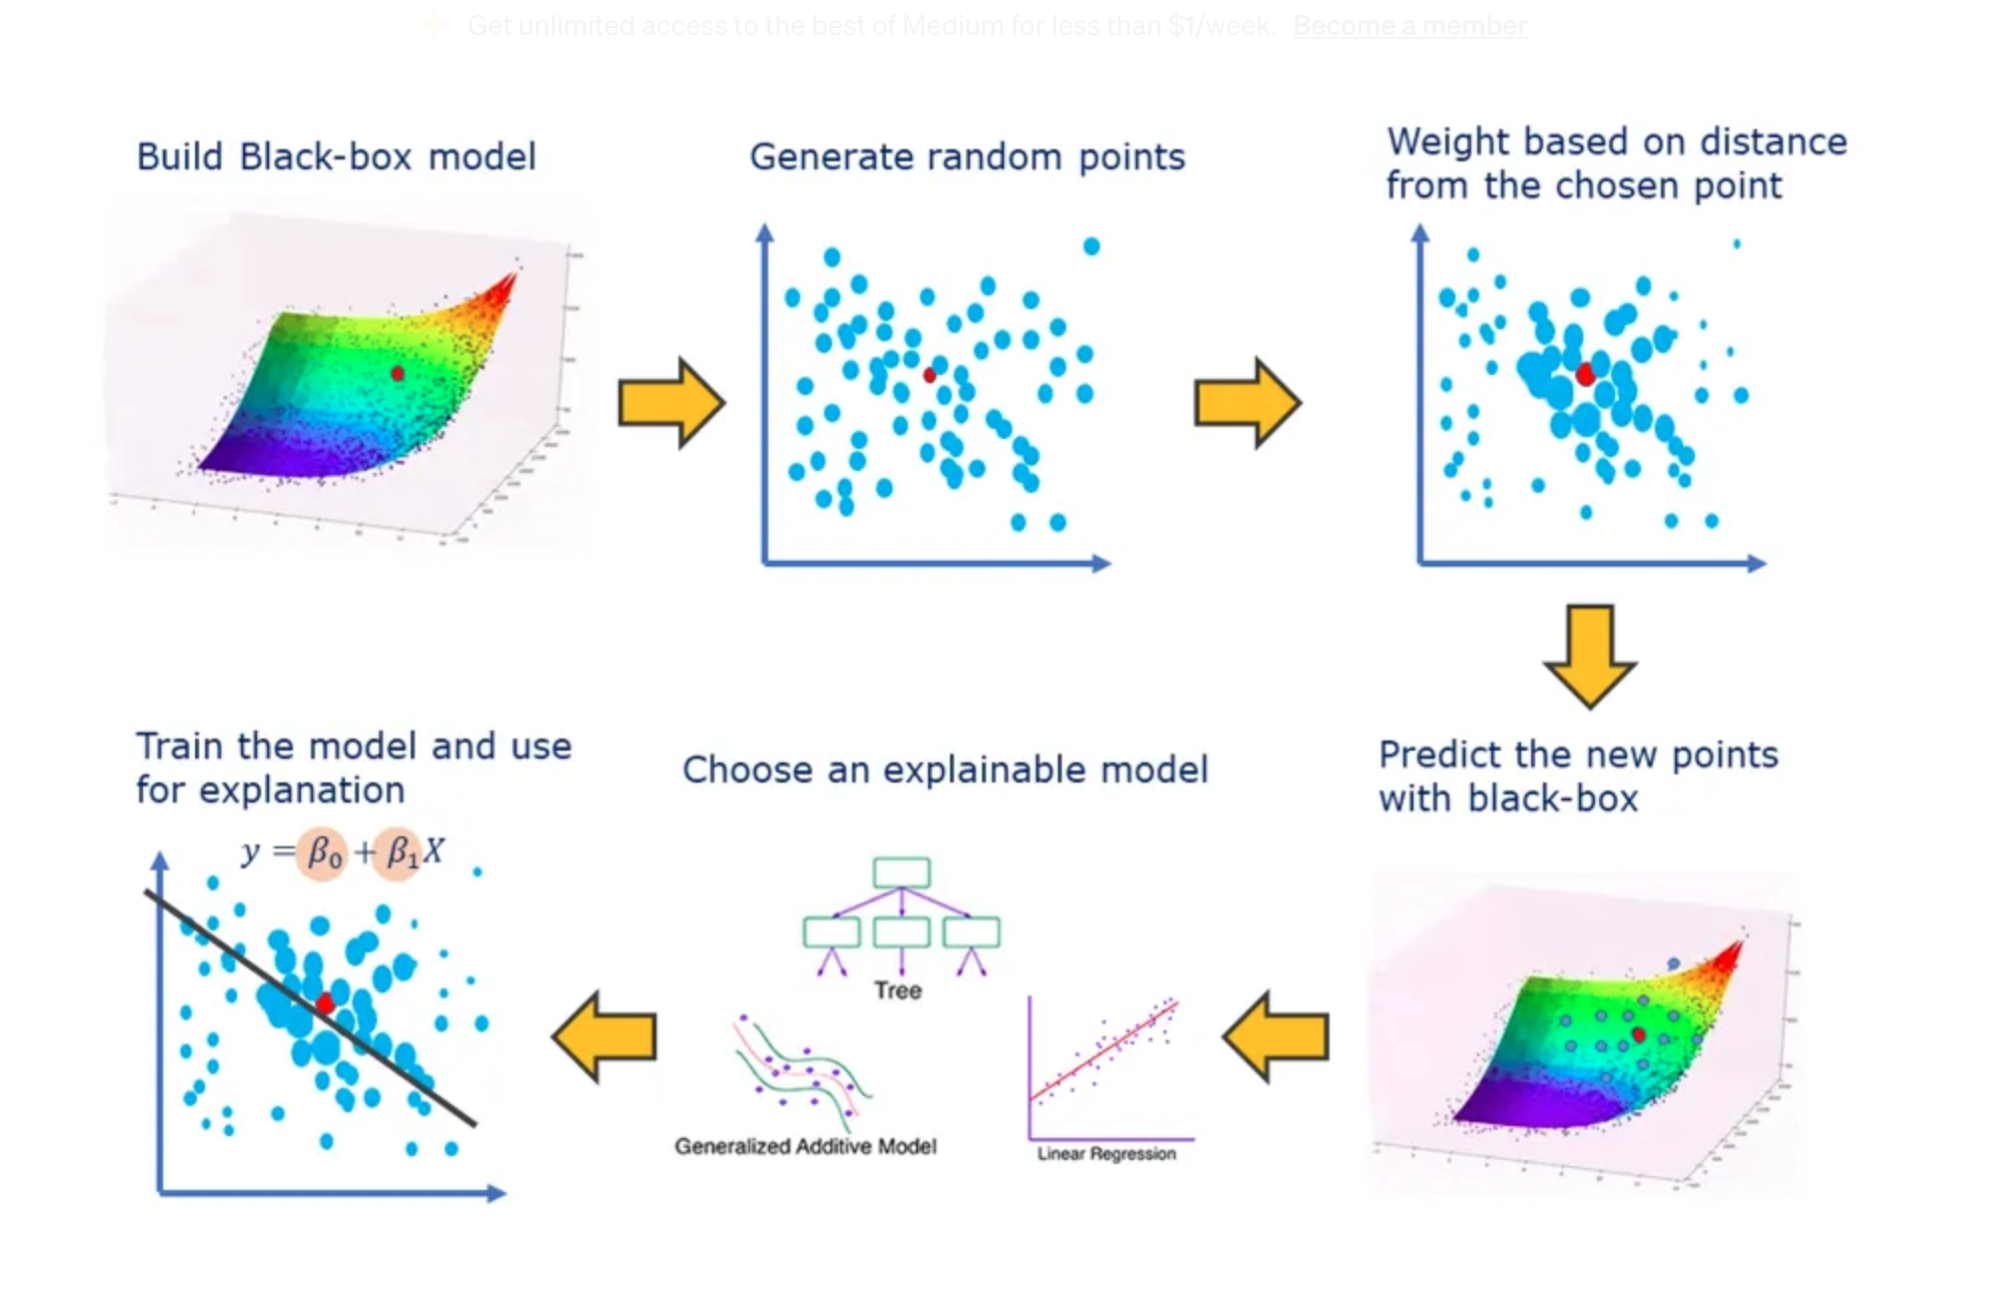 Get unlimited access to the best of Medium for less than $1/week. Become a member
Build Black-box model
Generate random points
Weight based on distance
from the chosen point
Train the model and use
for explanation
y = β₀ + β₁X
Choose an explainable model
Tree
Generalized Additive Model
Linear Regression
Predict the new points
with black-box